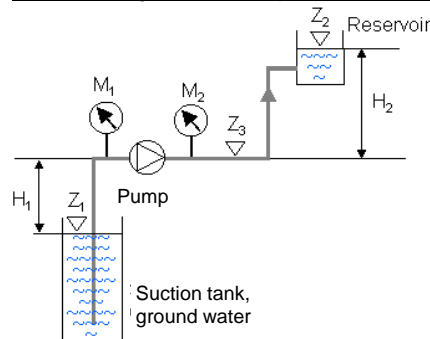 Z2
Reservoir
M1
M2
H2
Z3
H1
Z1
Pump
Suction tank,
ground water